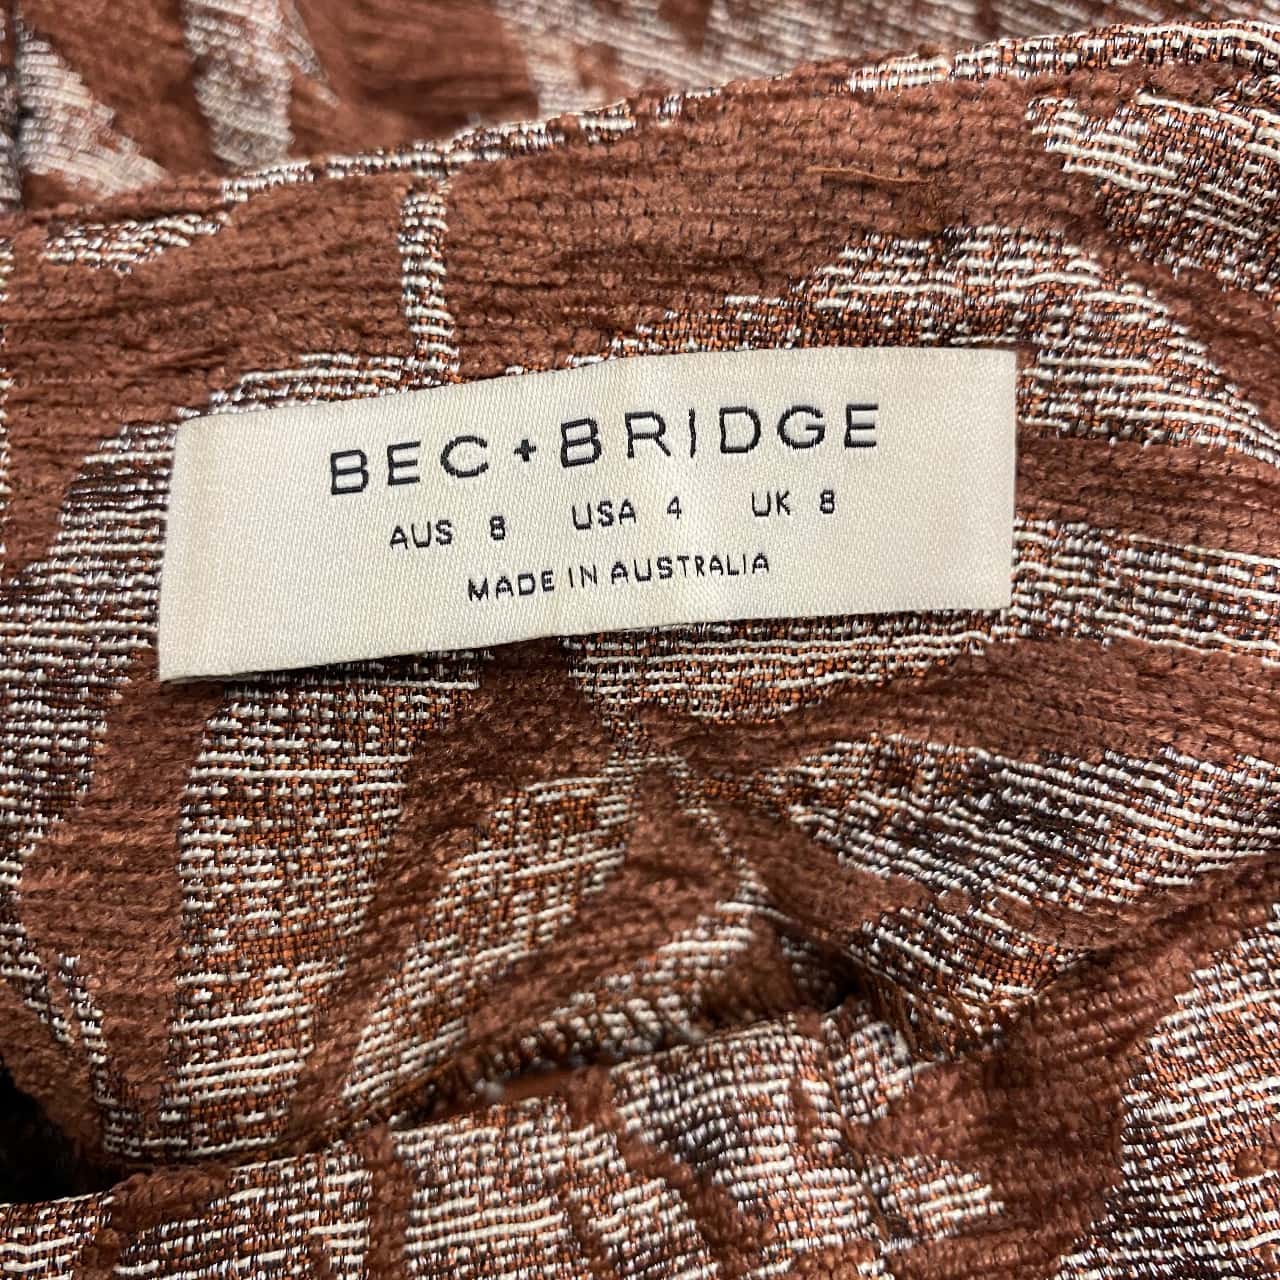 BEC + BRIDGE
AUS 8 USA 4 UK 8
MADE IN AUSTRALIA